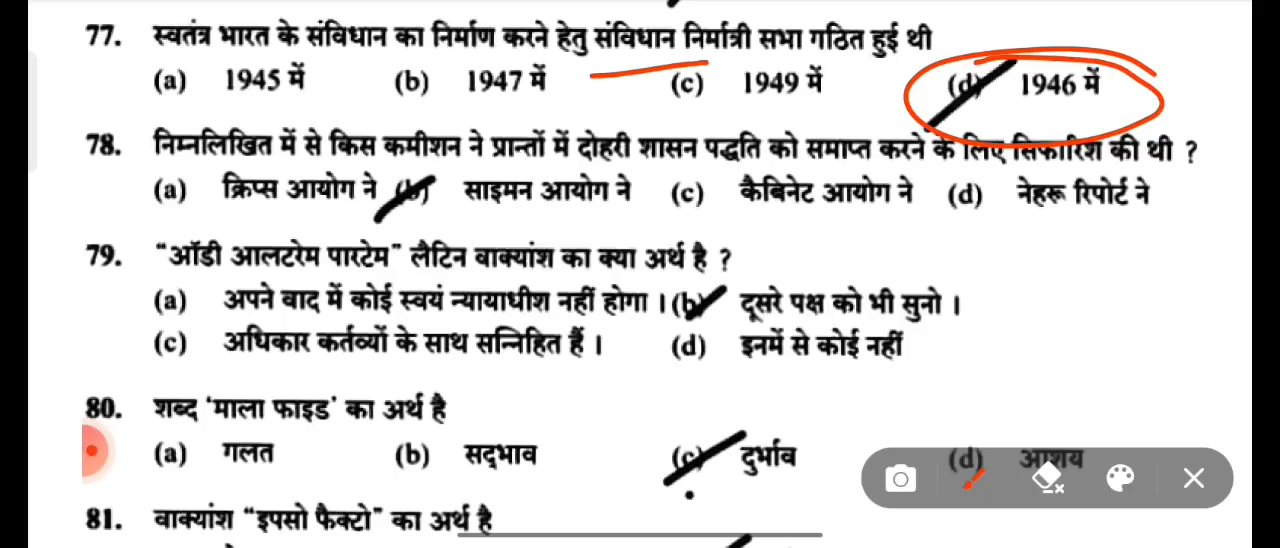 77. स्वतंत्र भारत के संविधान का निर्माण करने हेतु संविधान निर्मात्री सभा गठित हुई थी
(a) 1945 में (b) 1947 में (c) 1949 में (d) 1946 में
78. निम्नलिखित में से किस कमीशन ने प्रान्तों में दोहरी शासन पद्धति को समाप्त करने के लिए सिफारिश की थी ?
(a) क्रिप्स आयोग ने (b) साइमन आयोग ने (c) कैबिनेट आयोग ने (d) नेहरू रिपोर्ट ने
79. “ऑडी आलटरेम पारटेम” लैटिन वाक्यांश का क्या अर्थ है ?
(a) अपने वाद में कोई स्वयं न्यायाधीश नहीं होगा । (b) दूसरे पक्ष को भी सुनो ।
(c) अधिकार कर्तव्यों के साथ सन्निहित हैं । (d) इनमें से कोई नहीं
80. शब्द ‘माला फाइड’ का अर्थ है
(a) गलत (b) सद्भाव (c) दुर्भाव (d) आशय
81. वाक्यांश “इपसो फैक्टो” का अर्थ है